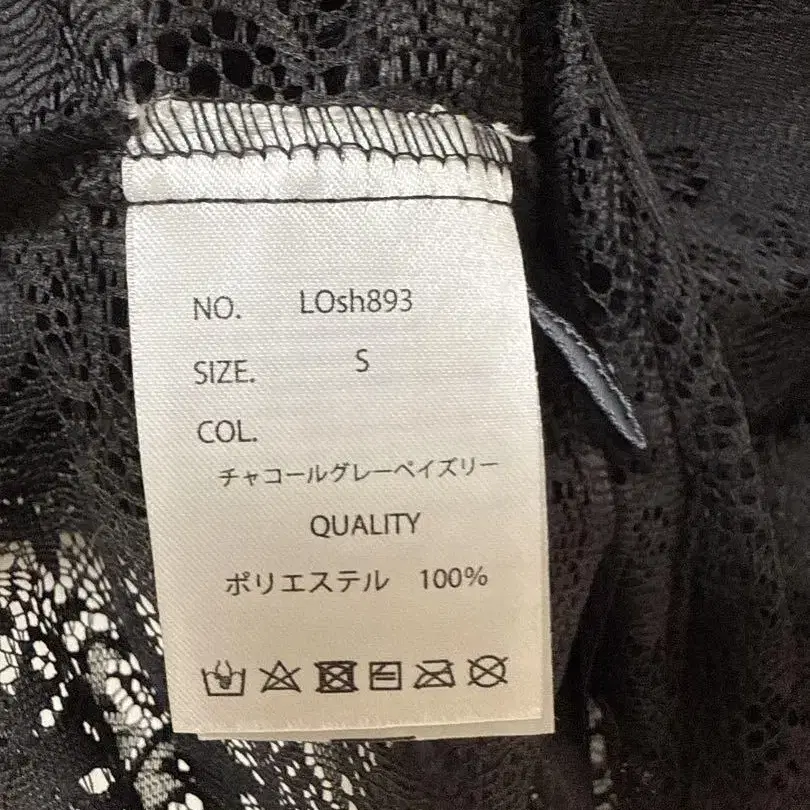 NO. LOsh893
SIZE. S
COL.
チャコールグレーペイズリー
QUALITY
ポリエステル 100%